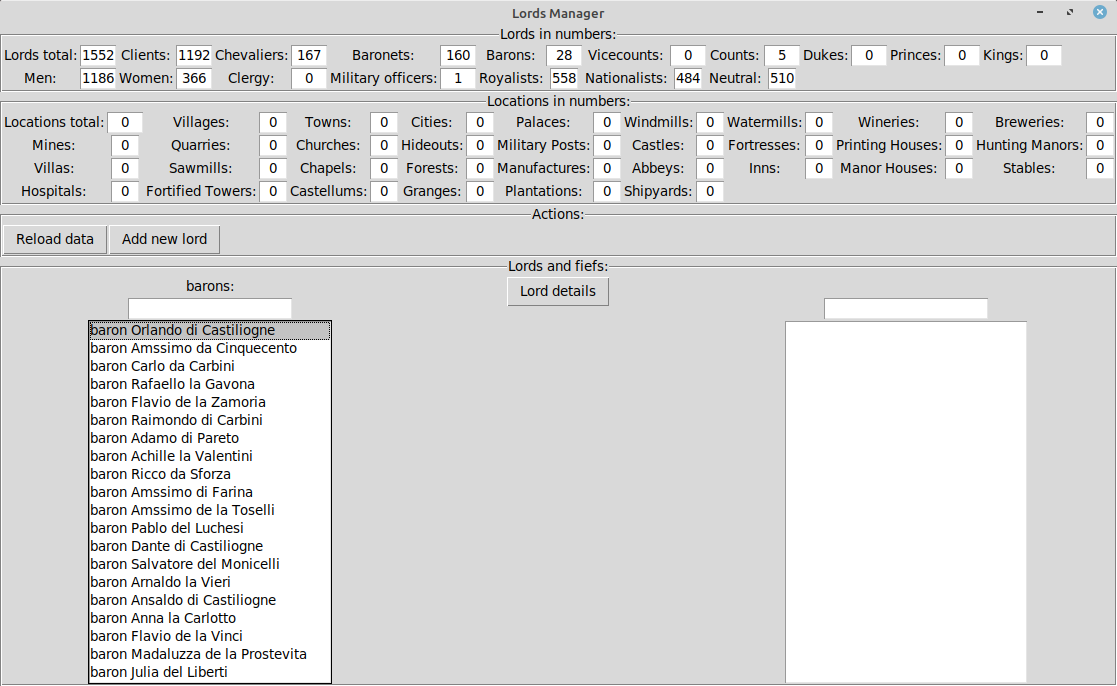 Lords Manager
Lords in numbers:
Lords total: 1552 Clients: 1192 Chevaliers: 167 Baronets: 160 Barons: 28 Vicecounts: 0 Counts: 5 Dukes: 0 Princes: 0 Kings: 0
Men: 1186 Women: 366 Clergy: 0 Military officers: 1 Royalists: 558 Nationalists: 484 Neutral: 510
Locations in numbers:
Locations total: 0 Villages: 0 Towns: 0 Cities: 0 Palaces: 0 Windmills: 0 Watermills: 0 Wineries: 0 Breweries: 0
Mines: 0 Quarries: 0 Churches: 0 Hideouts: 0 Military Posts: 0 Castles: 0 Fortresses: 0 Printing Houses: 0 Hunting Manors: 0
Villas: 0 Sawmills: 0 Chapels: 0 Forests: 0 Manufactures: 0 Abbeys: 0 Inns: 0 Manor Houses: 0 Stables: 0
Hospitals: 0 Fortified Towers: 0 Castellums: 0 Granges: 0 Plantations: 0 Shipyards: 0
Actions:
Reload data Add new lord
Lords and fiefs:
barons:
Lord details
baron Orlando di Castiliogne
baron Amssimo da Cinquecento
baron Carlo da Carbini
baron Rafaello la Gavona
baron Flavio de la Zamoria
baron Raimondo di Carbini
baron Adamo di Pareto
baron Achille la Valentini
baron Ricco da Sforza
baron Amssimo di Farina
baron Amssimo de la Toselli
baron Pablo del Luchesi
baron Dante di Castiliogne
baron Salvatore del Monicelli
baron Arnaldo la Vieri
baron Ansaldo di Castiliogne
baron Anna la Carlotto
baron Flavio de la Vinci
baron Madaluzza de la Prostevita
baron Julia del Liberti